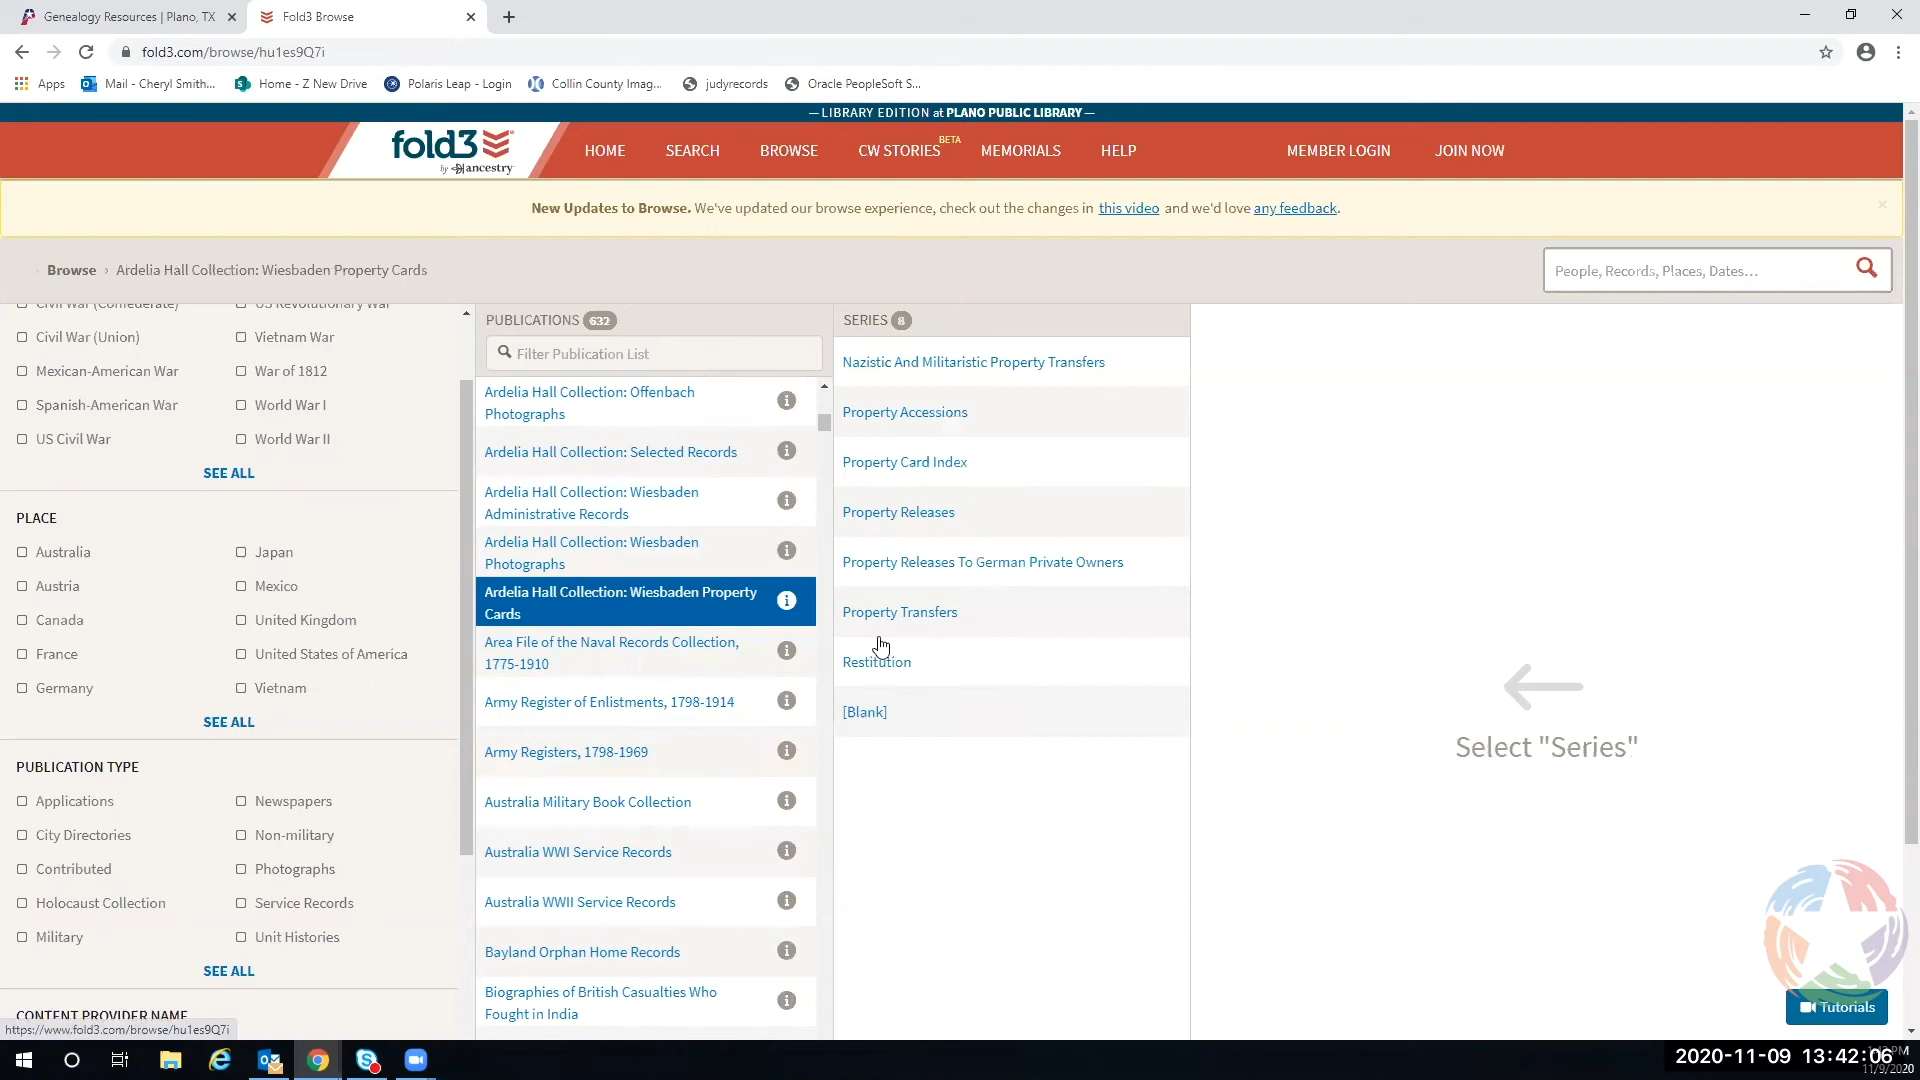 Genealogy Resources | Plano, TX
Fold3 Browse
fold3.com/browse/hu1es9Q7i
Apps
Mail - Cheryl Smith...
Home - Z New Drive
Polaris Leap - Login
Collin County Imag...
judyrecords
Oracle PeopleSoft S...
— LIBRARY EDITION at PLANO PUBLIC LIBRARY —
fold3
by ancestry
HOME
SEARCH
BROWSE
CW STORIES
BETA
MEMORIALS
HELP
MEMBER LOGIN
JOIN NOW
New Updates to Browse. We've updated our browse experience, check out the changes in this video and we'd love any feedback.
Browse › Ardelia Hall Collection: Wiesbaden Property Cards
People, Records, Places, Dates...
Civil War (Confederate)
US Revolutionary War
Civil War (Union)
Vietnam War
Mexican-American War
War of 1812
Spanish-American War
World War I
US Civil War
World War II
SEE ALL
PLACE
Australia
Japan
Austria
Mexico
Canada
United Kingdom
France
United States of America
Germany
Vietnam
SEE ALL
PUBLICATION TYPE
Applications
Newspapers
City Directories
Non-military
Contributed
Photographs
Holocaust Collection
Service Records
Military
Unit Histories
SEE ALL
CONTENT PROVIDER NAME
https://www.fold3.com/browse/hu1es9Q7i
PUBLICATIONS 632
Filter Publication List
Ardelia Hall Collection: Offenbach
Photographs
Ardelia Hall Collection: Selected Records
Ardelia Hall Collection: Wiesbaden
Administrative Records
Ardelia Hall Collection: Wiesbaden
Photographs
Ardelia Hall Collection: Wiesbaden Property
Cards
Area File of the Naval Records Collection,
1775-1910
Army Register of Enlistments, 1798-1914
Army Registers, 1798-1969
Australia Military Book Collection
Australia WWI Service Records
Australia WWII Service Records
Bayland Orphan Home Records
Biographies of British Casualties Who
Fought in India
SERIES 8
Nazistic And Militaristic Property Transfers
Property Accessions
Property Card Index
Property Releases
Property Releases To German Private Owners
Property Transfers
Restitution
[Blank]
Select "Series"
Tutorials
2020-11-09 13:42:06
11/9/2020